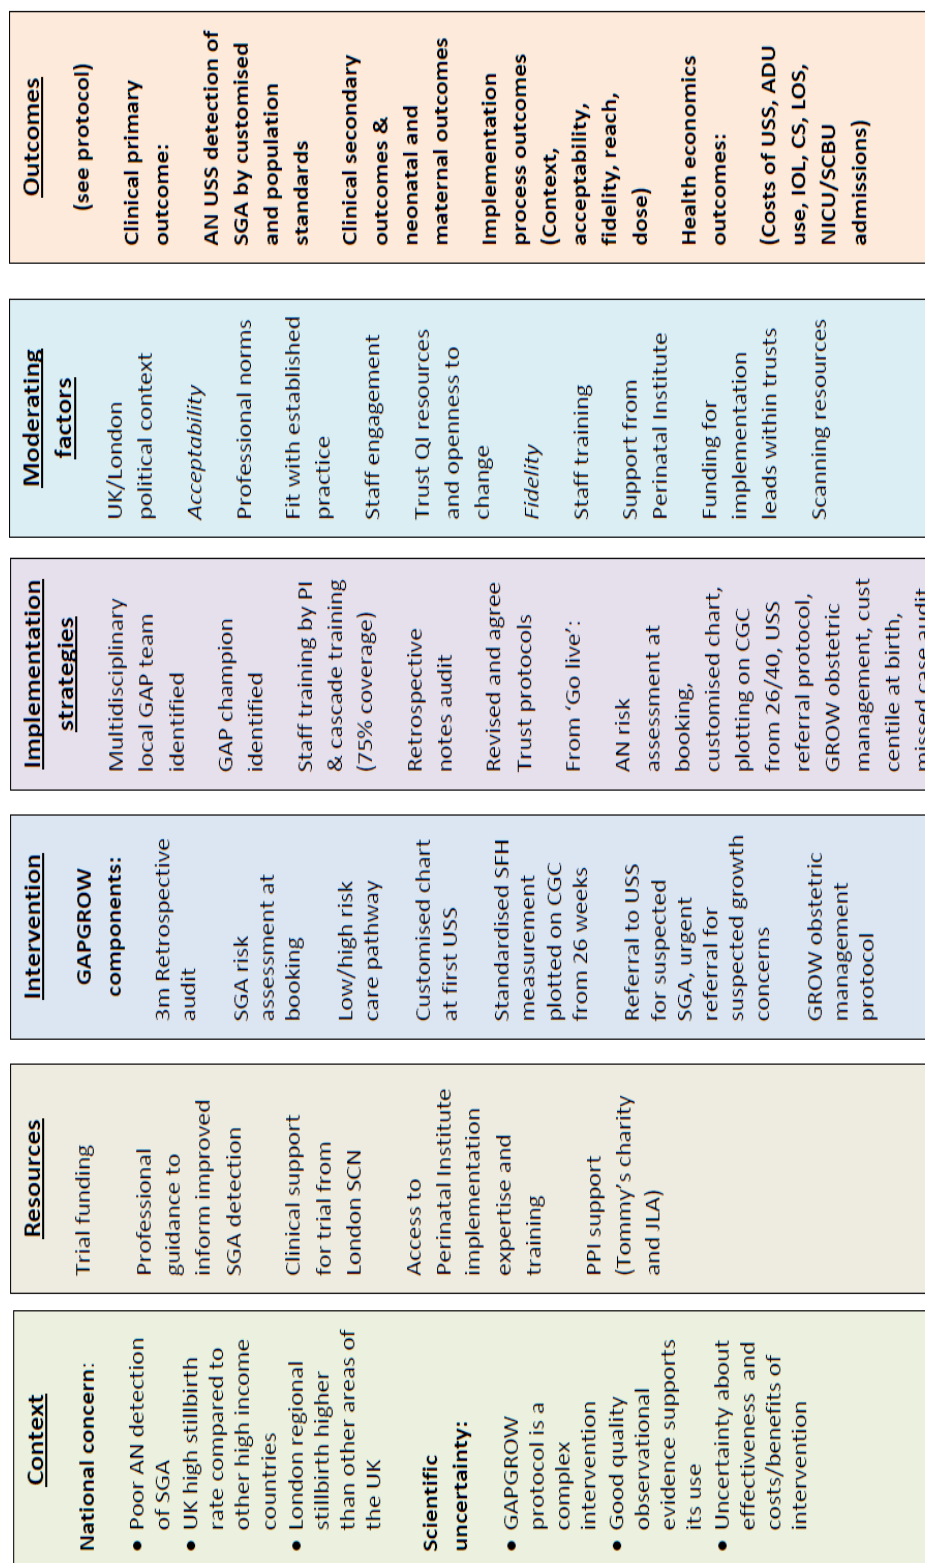 Context
National concern:
• Poor AN detection
of SGA
• UK high stillbirth
rate compared to
other high income
countries
• London regional
stillbirth higher
than other areas of
the UK
Scientific
uncertainty:
• GAPGROW
protocol is a
complex
intervention
• Good quality
observational
evidence supports
its use
• Uncertainty about
effectiveness and
costs/benefits of
intervention
Resources
Trial funding
Professional
guidance to
inform improved
SGA detection
Clinical support
for trial from
London SCN
Access to
Perinatal Institute
implementation
expertise and
training
PPI support
(Tommy's charity
and JLA)
Intervention
GAPGROW
components:
3m Retrospective
audit
SGA risk
assessment at
booking
Low/high risk
care pathway
Customised chart
at first USS
Standardised SFH
measurement
plotted on CGC
from 26 weeks
Referral to USS
for suspected
SGA, urgent
referral for
suspected growth
concerns
GROW obstetric
management
protocol
Implementation
strategies
Multidisciplinary
local GAP team
identified
GAP champion
identified
Staff training by PI
& cascade training
(75% coverage)
Retrospective
notes audit
Revised and agree
Trust protocols
From 'Go live':
AN risk
assessment at
booking,
customised chart,
plotting on CGC
from 26/40, USS
referral protocol,
GROW obstetric
management, cust
centile at birth,
missed case audit
Moderating
factors
UK/London
political context
Acceptability
Professional norms
Fit with established
practice
Staff engagement
Trust QI resources
and openness to
change
Fidelity
Staff training
Support from
Perinatal Institute
Funding for
implementation
leads within trusts
Scanning resources
Outcomes
(see protocol)
Clinical primary
outcome:
AN USS detection of
SGA by customised
and population
standards
Clinical secondary
outcomes &
neonatal and
maternal outcomes
Implementation
process outcomes
(Context,
acceptability,
fidelity, reach,
dose)
Health economics
outcomes:
(Costs of USS, ADU
use, IOL, CS, LOS,
NICU/SCBU
admissions)